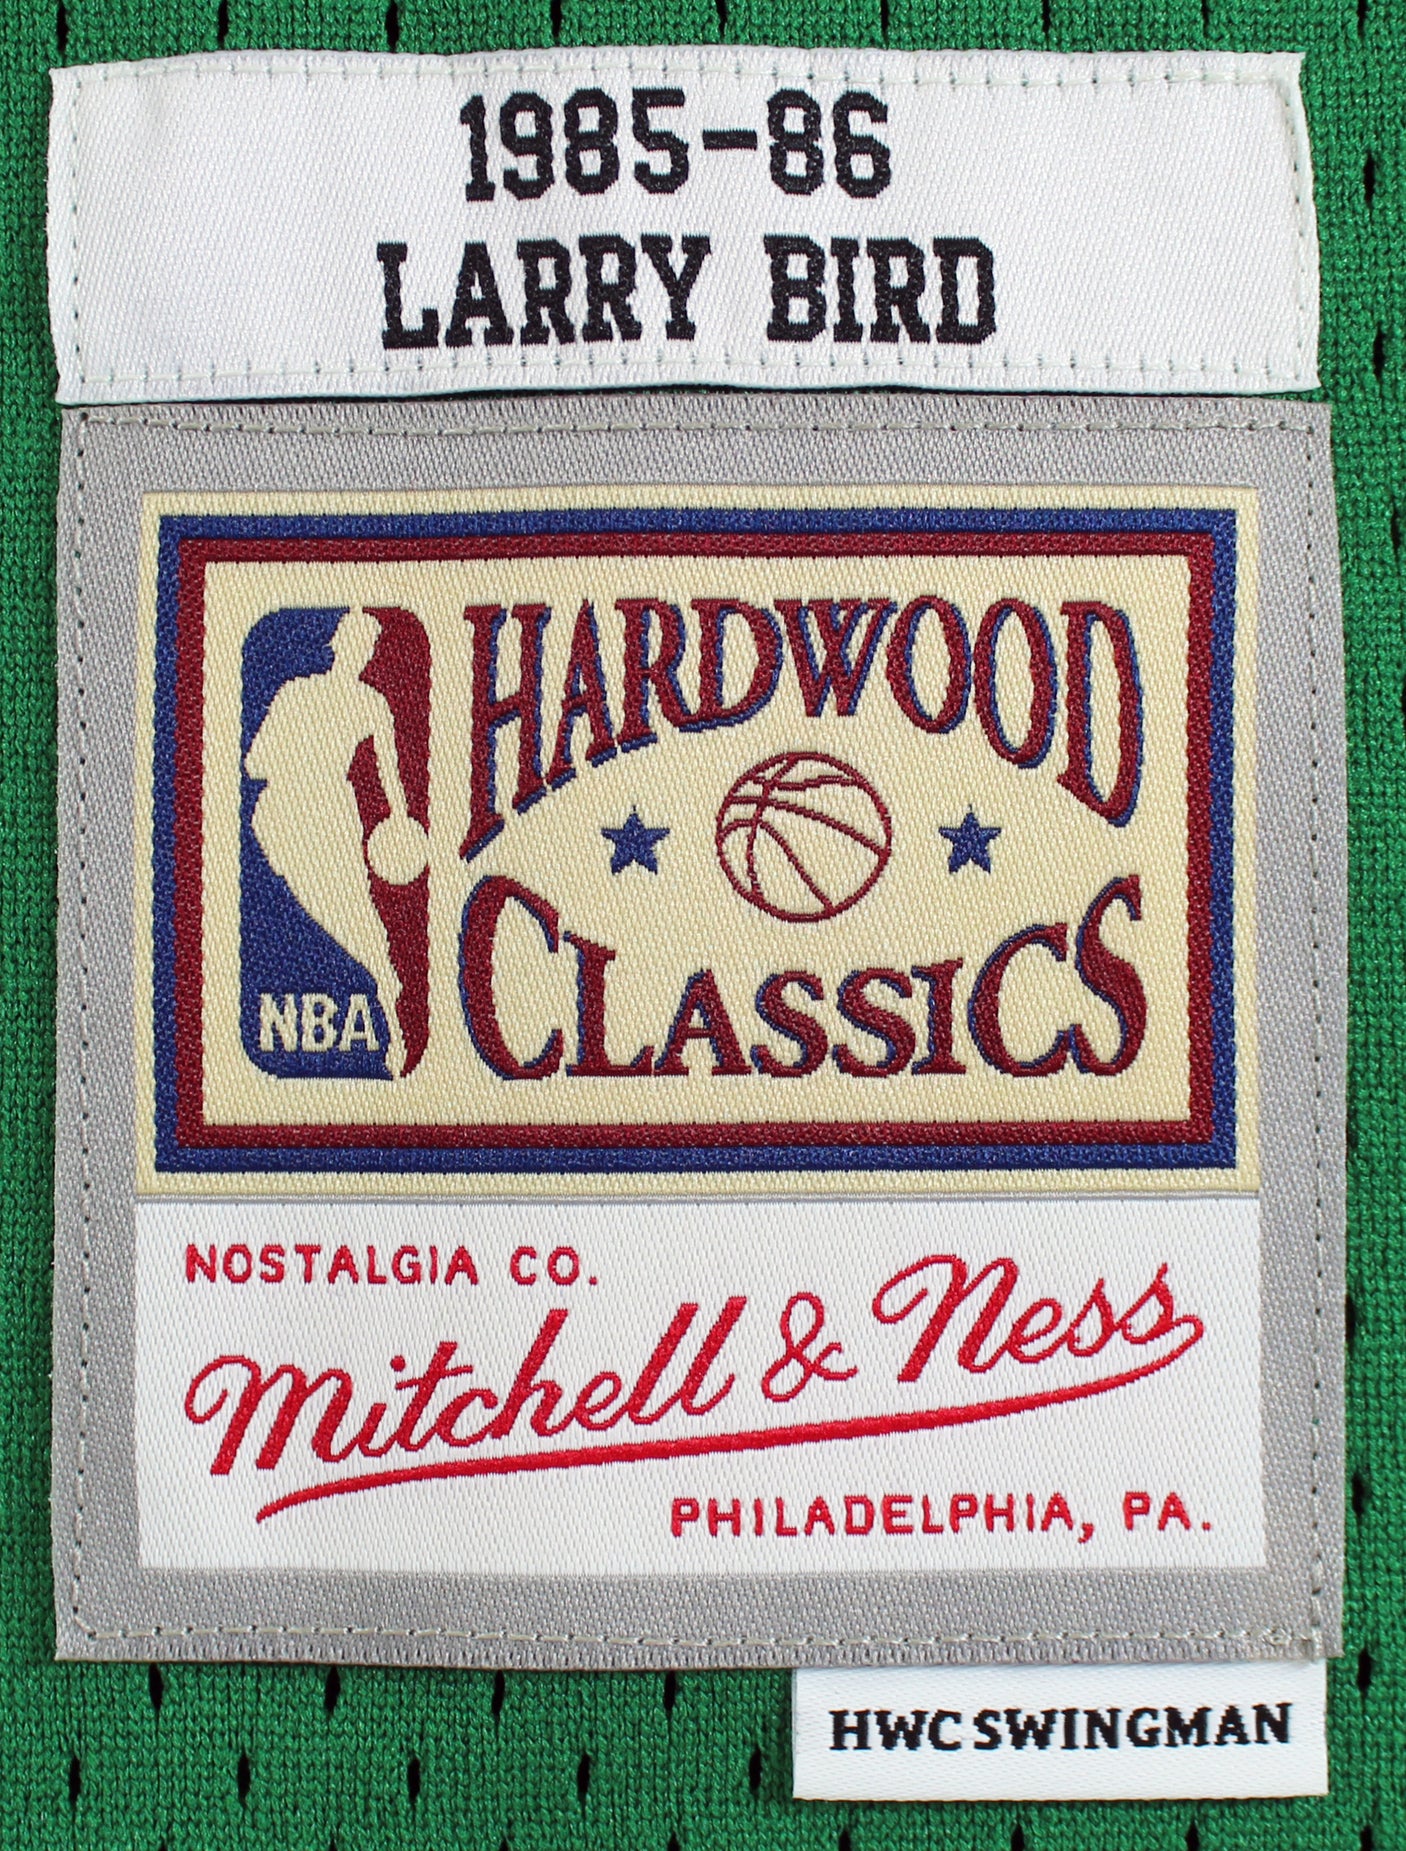 1985-86
LARRY BIRD
HARDWOOD
CLASSICS
NBA
NOSTALGIA CO.
Mitchell & Ness
PHILADELPHIA, PA.
HWC SWINGMAN